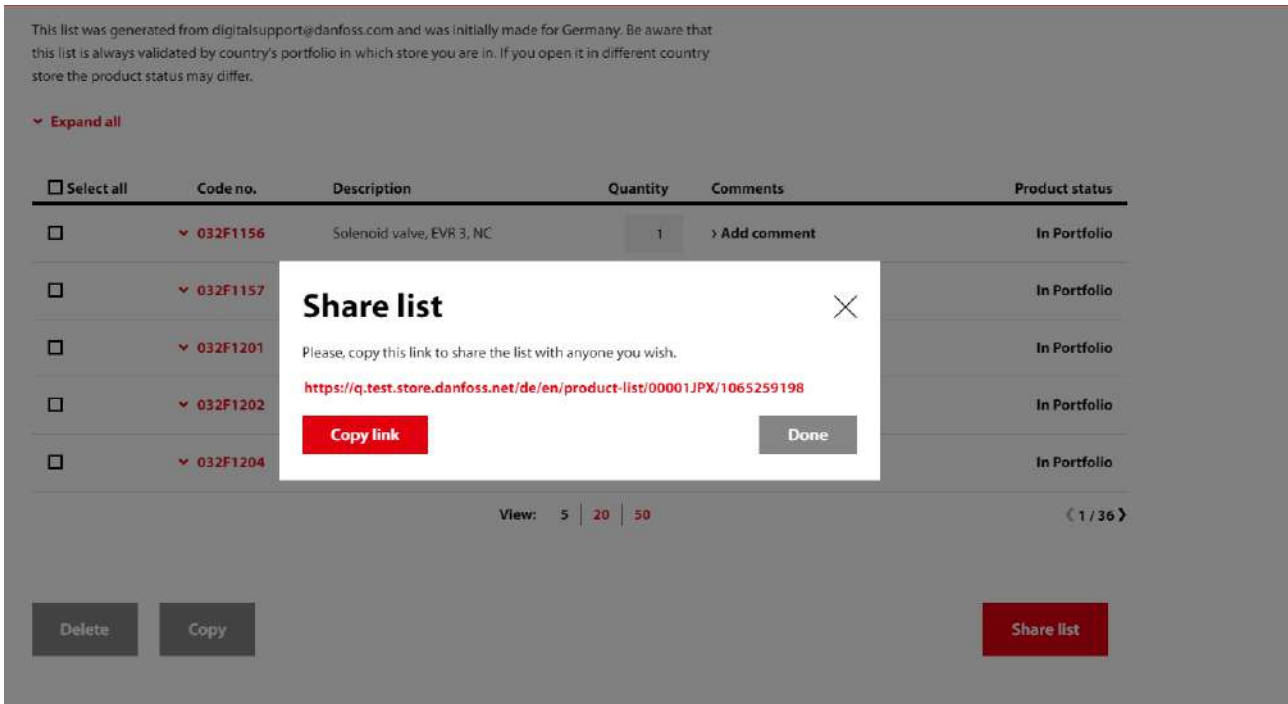 This list was generated from digitalsupport@danfoss.com and was initially made for Germany. Be aware that
this list is always validated by country's portfolio in which store you are in. If you open it in different country
store the product status may differ.
Expand all
Select all Code no. Description Quantity Comments Product status
032F1156 Solenoid valve, EVR 3, NC 1 › Add comment In Portfolio
032F1157 In Portfolio
032F1201 In Portfolio
032F1202 In Portfolio
032F1204 In Portfolio
Share list
Please, copy this link to share the list with anyone you wish.
https://q.test.store.danfoss.net/de/en/product-list/00001JPX/1065259198
Copy link Done
View: 5 | 20 | 50 ❬ 1 / 36 ❭
Delete Copy Share list